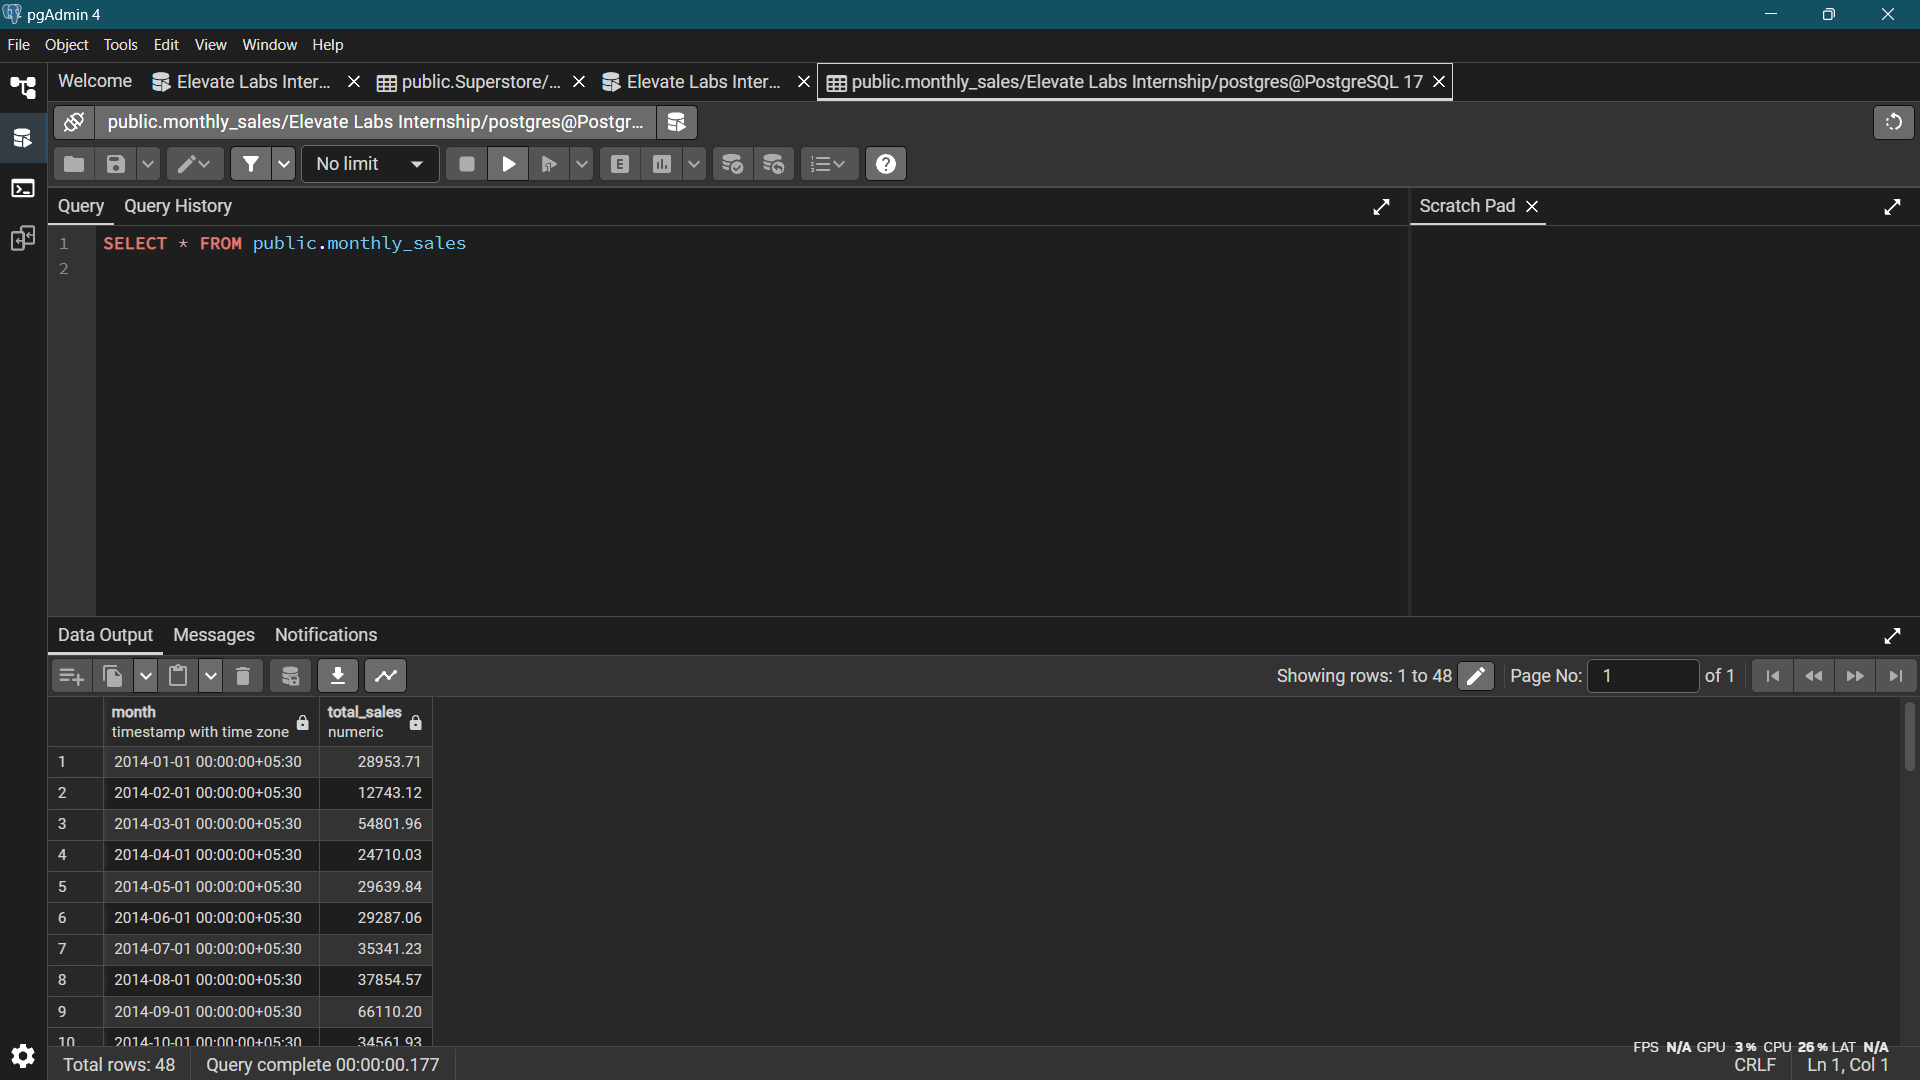 pgAdmin 4
File Object Tools Edit View Window Help
Welcome Elevate Labs Inter... public.Superstore/... Elevate Labs Inter... public.monthly_sales/Elevate Labs Internship/postgres@PostgreSQL 17
public.monthly_sales/Elevate Labs Internship/postgres@Postgr...
No limit E ?
Query Query History Scratch Pad
1 SELECT * FROM public.monthly_sales
2
Data Output Messages Notifications
Showing rows: 1 to 48 Page No: 1 of 1
month total_sales
timestamp with time zone numeric
1 2014-01-01 00:00:00+05:30 28953.71
2 2014-02-01 00:00:00+05:30 12743.12
3 2014-03-01 00:00:00+05:30 54801.96
4 2014-04-01 00:00:00+05:30 24710.03
5 2014-05-01 00:00:00+05:30 29639.84
6 2014-06-01 00:00:00+05:30 29287.06
7 2014-07-01 00:00:00+05:30 35341.23
8 2014-08-01 00:00:00+05:30 37854.57
9 2014-09-01 00:00:00+05:30 66110.20
10 2014-10-01 00:00:00+05:30 34561.93
FPS N/A GPU 3% CPU 26% LAT N/A
Total rows: 48 Query complete 00:00:00.177 CRLF Ln 1, Col 1